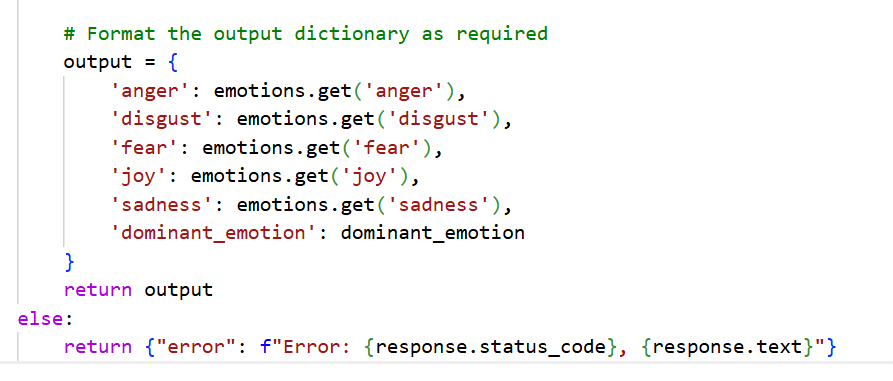 # Format the output dictionary as required
output = {
'anger': emotions.get('anger'),
'disgust': emotions.get('disgust'),
'fear': emotions.get('fear'),
'joy': emotions.get('joy'),
'sadness': emotions.get('sadness'),
'dominant_emotion': dominant_emotion
}
return output
else:
return {"error": f"Error: {response.status_code}, {response.text}"}